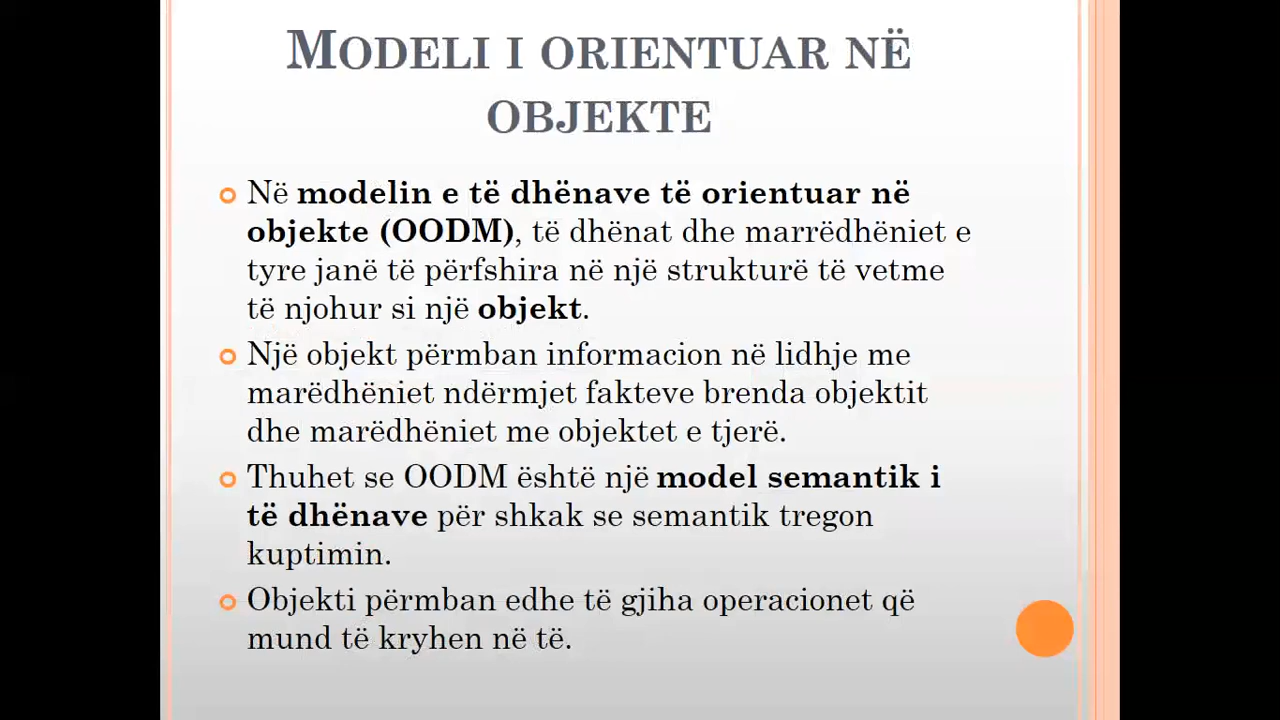 MODELI I ORIENTUAR NË
OBJEKTE
Në modelin e të dhënave të orientuar në
objekte (OODM), të dhënat dhe marrëdhëniet e
tyre janë të përfshira në një strukturë të vetme
të njohur si një objekt.
Një objekt përmban informacion në lidhje me
marëdhëniet ndërmjet fakteve brenda objektit
dhe marëdhëniet me objektet e tjerë.
Thuhet se OODM është një model semantik i
të dhënave për shkak se semantik tregon
kuptimin.
Objekti përmban edhe të gjiha operacionet që
mund të kryhen në të.